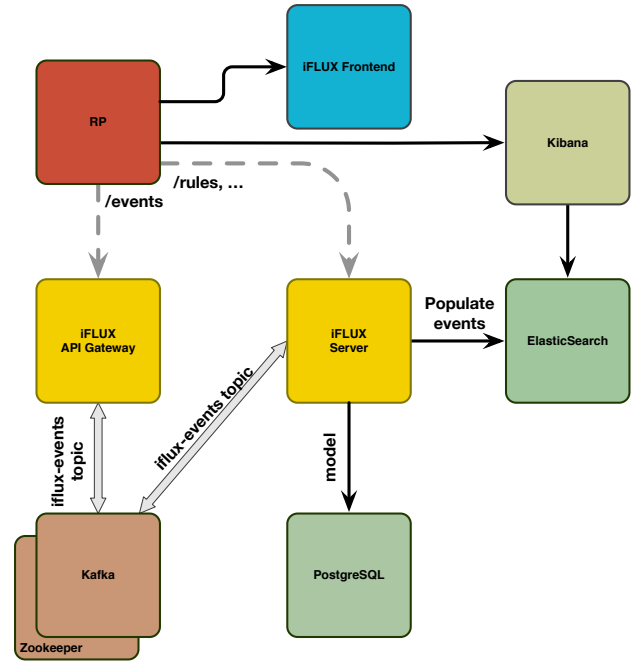 iFLUX Frontend
RP
Kibana
/rules, ...
/events
iFLUX
API Gateway
iFLUX
Server
Populate
events
ElasticSearch
iflux-events
topic
iflux-events topic
model
Kafka
PostgreSQL
Zookeeper